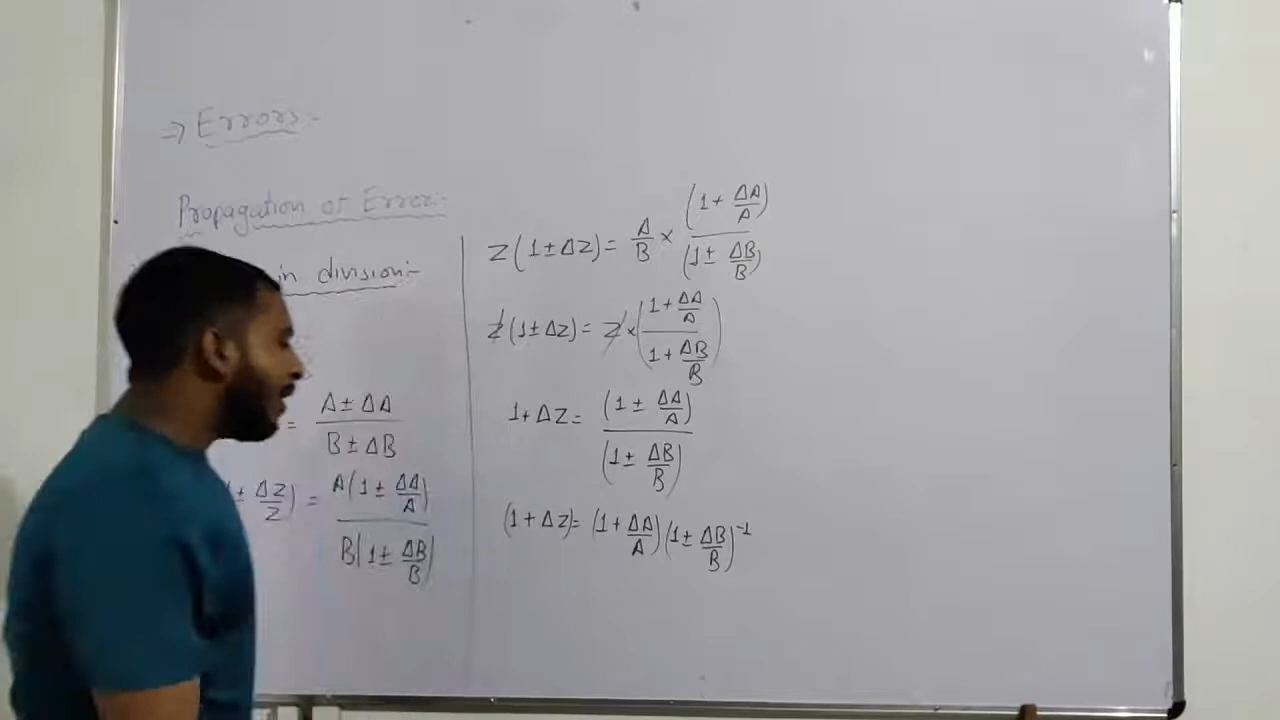 ⇒ Errors:-
Propagation of Error:-
in division:-
= A ± ΔA / B ± ΔB
± ΔZ/Z) = A(1 ± ΔA/A) / B(1 ± ΔB/B)
Z(1 ± ΔZ) = A/B × (1 + ΔA/A) / (1 ± ΔB/B)
Z(1 ± ΔZ) = Z × (1 + ΔA/A / 1 + ΔB/B)
1 + ΔZ = (1 ± ΔA/A) / (1 ± ΔB/B)
(1 + ΔZ) = (1 + ΔA/A)(1 ± ΔB/B)⁻¹